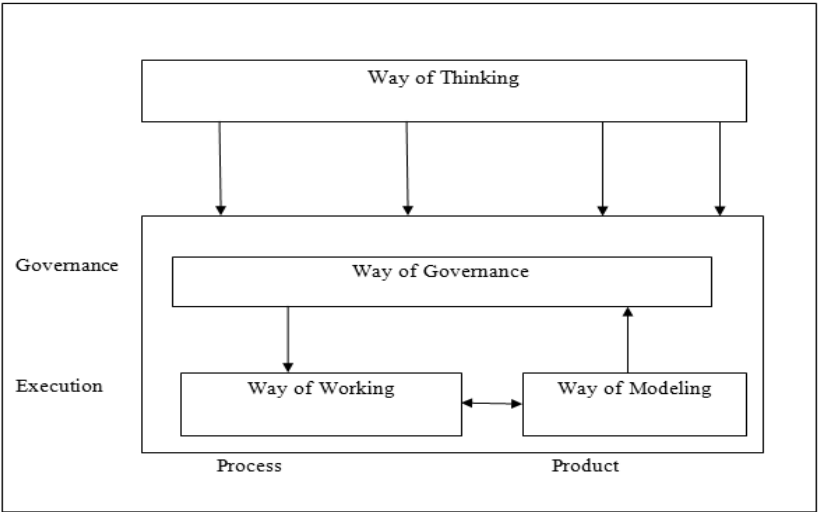 Way of Thinking
Governance
Way of Governance
Execution
Way of Working
Way of Modeling
Process
Product